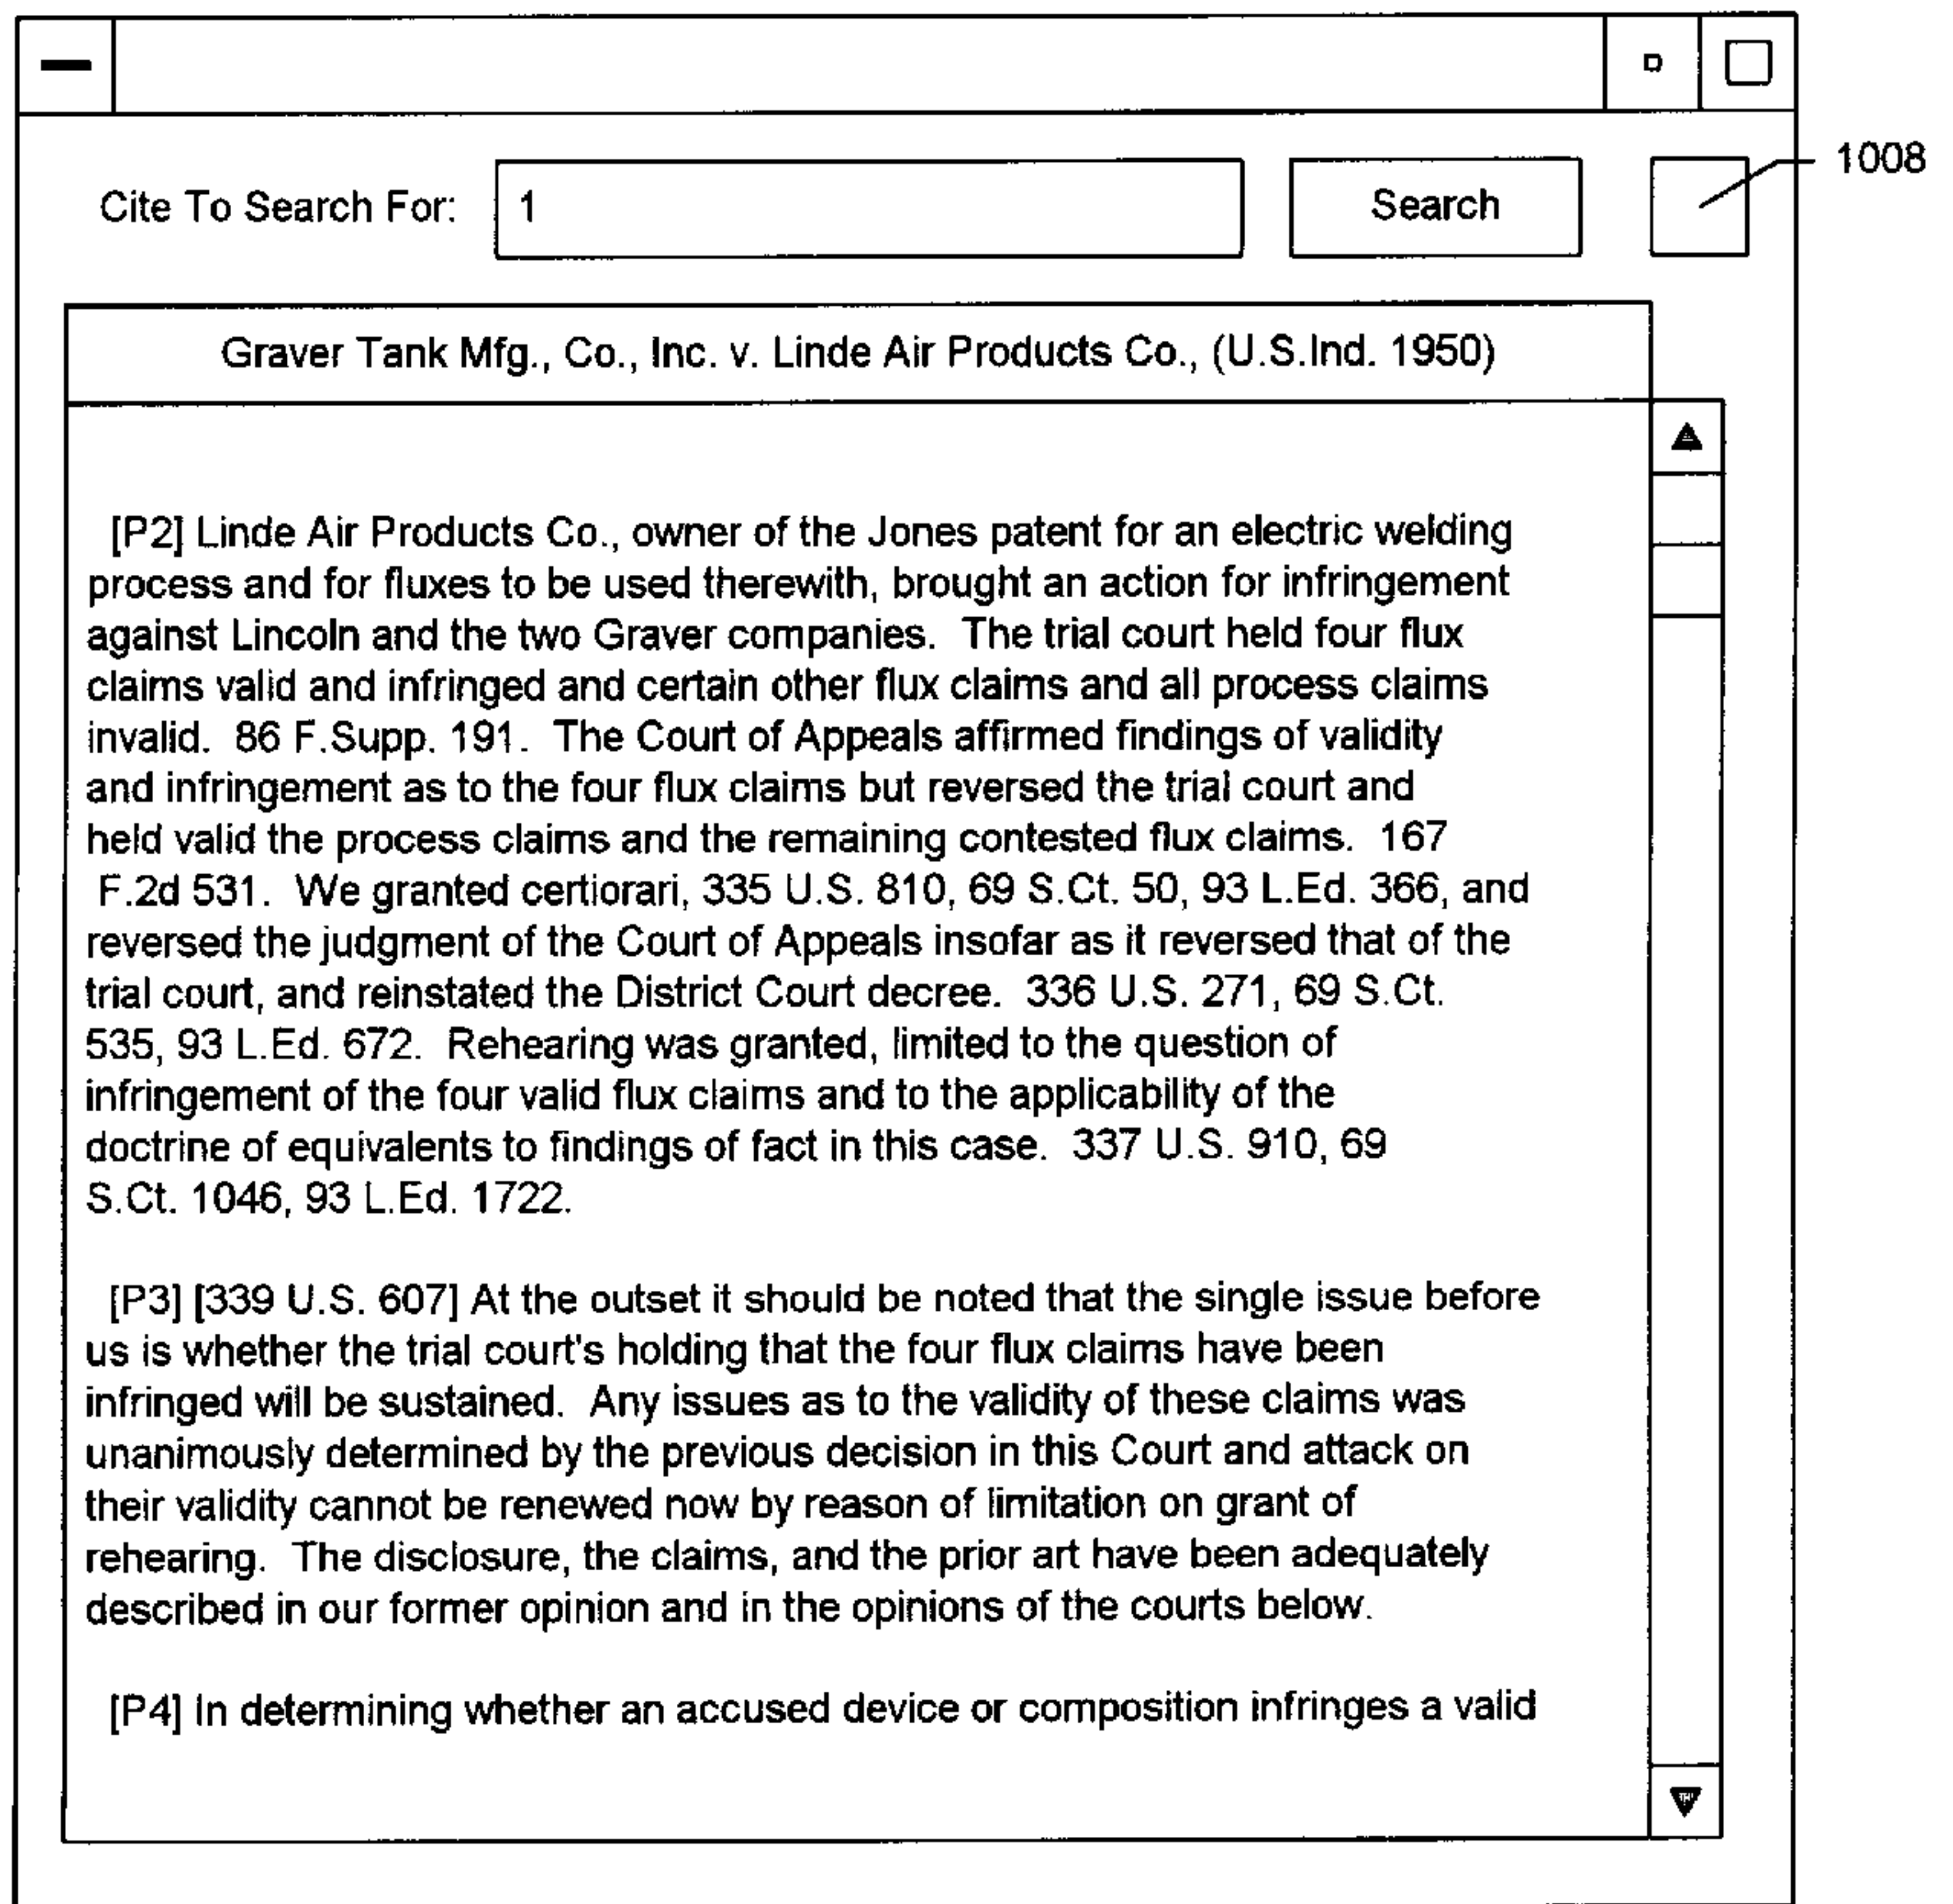 1008
Cite To Search For: 1 Search
Graver Tank Mfg., Co., Inc. v. Linde Air Products Co., (U.S.Ind. 1950)
[P2] Linde Air Products Co., owner of the Jones patent for an electric welding
process and for fluxes to be used therewith, brought an action for infringement
against Lincoln and the two Graver companies. The trial court held four flux
claims valid and infringed and certain other flux claims and all process claims
invalid. 86 F.Supp. 191. The Court of Appeals affirmed findings of validity
and infringement as to the four flux claims but reversed the trial court and
held valid the process claims and the remaining contested flux claims. 167
F.2d 531. We granted certiorari, 335 U.S. 810, 69 S.Ct. 50, 93 L.Ed. 366, and
reversed the judgment of the Court of Appeals insofar as it reversed that of the
trial court, and reinstated the District Court decree. 336 U.S. 271, 69 S.Ct.
535, 93 L.Ed. 672. Rehearing was granted, limited to the question of
infringement of the four valid flux claims and to the applicability of the
doctrine of equivalents to findings of fact in this case. 337 U.S. 910, 69
S.Ct. 1046, 93 L.Ed. 1722.
[P3] [339 U.S. 607] At the outset it should be noted that the single issue before
us is whether the trial court's holding that the four flux claims have been
infringed will be sustained. Any issues as to the validity of these claims was
unanimously determined by the previous decision in this Court and attack on
their validity cannot be renewed now by reason of limitation on grant of
rehearing. The disclosure, the claims, and the prior art have been adequately
described in our former opinion and in the opinions of the courts below.
[P4] In determining whether an accused device or composition infringes a valid